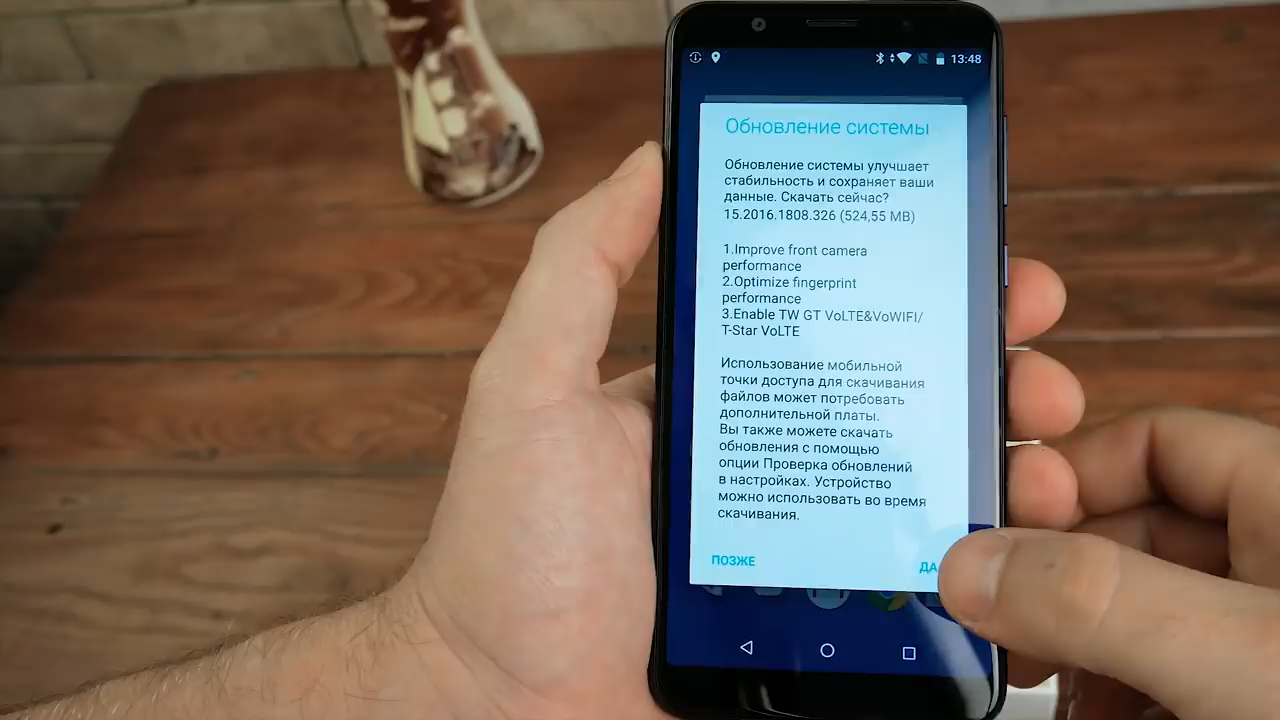 13:48
Обновление системы
Обновление системы улучшает
стабильность и сохраняет ваши
данные. Скачать сейчас?
15.2016.1808.326 (524,55 MB)
1.Improve front camera
performance
2.Optimize fingerprint
performance
3.Enable TW GT VoLTE&VoWIFI/
T-Star VoLTE
Использование мобильной
точки доступа для скачивания
файлов может потребовать
дополнительной платы.
Вы также можете скачать
обновления с помощью
опции Проверка обновлений
в настройках. Устройство
можно использовать во время
скачивания.
ПОЗЖЕ
ДА